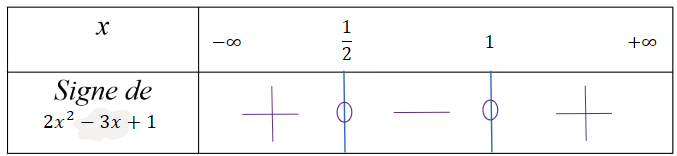 x −∞ 1/2 1 +∞
Signe de
2x² − 3x + 1 + 0 − 0 +